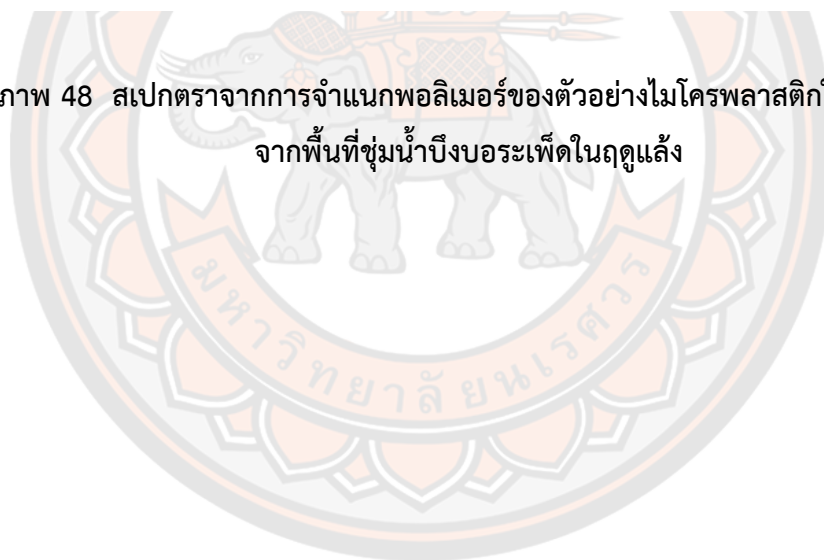 ภาพ 48 สเปกตราจากการจำแนกพอลิเมอร์ของตัวอย่างไมโครพลาสติก
จากพื้นที่ชุ่มน้ำบึงบอระเพ็ดในฤดูแล้ง
มหาวิทยาลัยนเรศวร